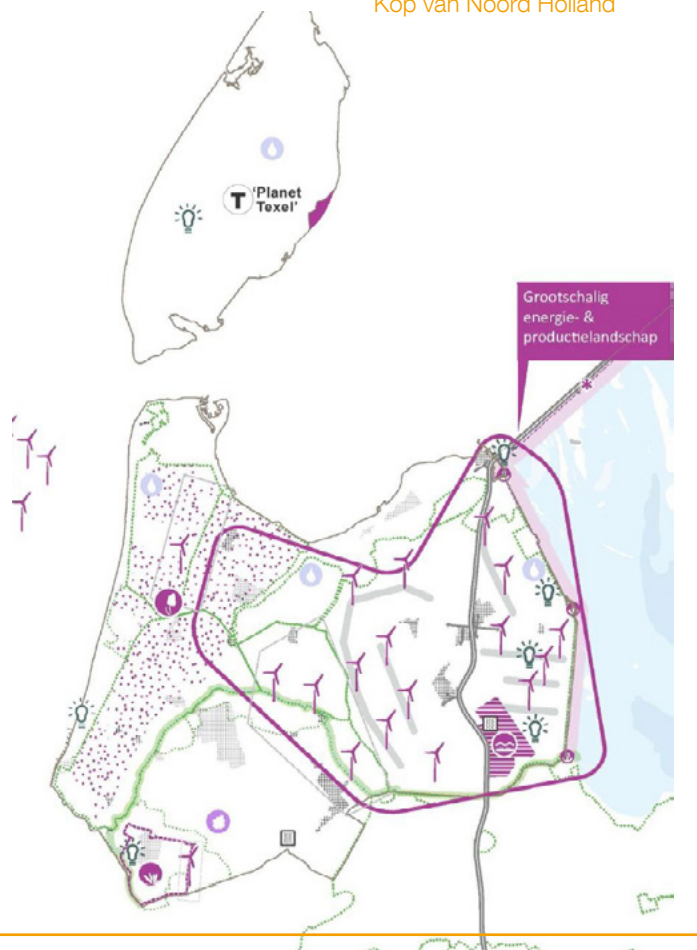 Kop van Noord Holland
T 'Planet
Texel'
Grootschalig
energie- &
productielandschap